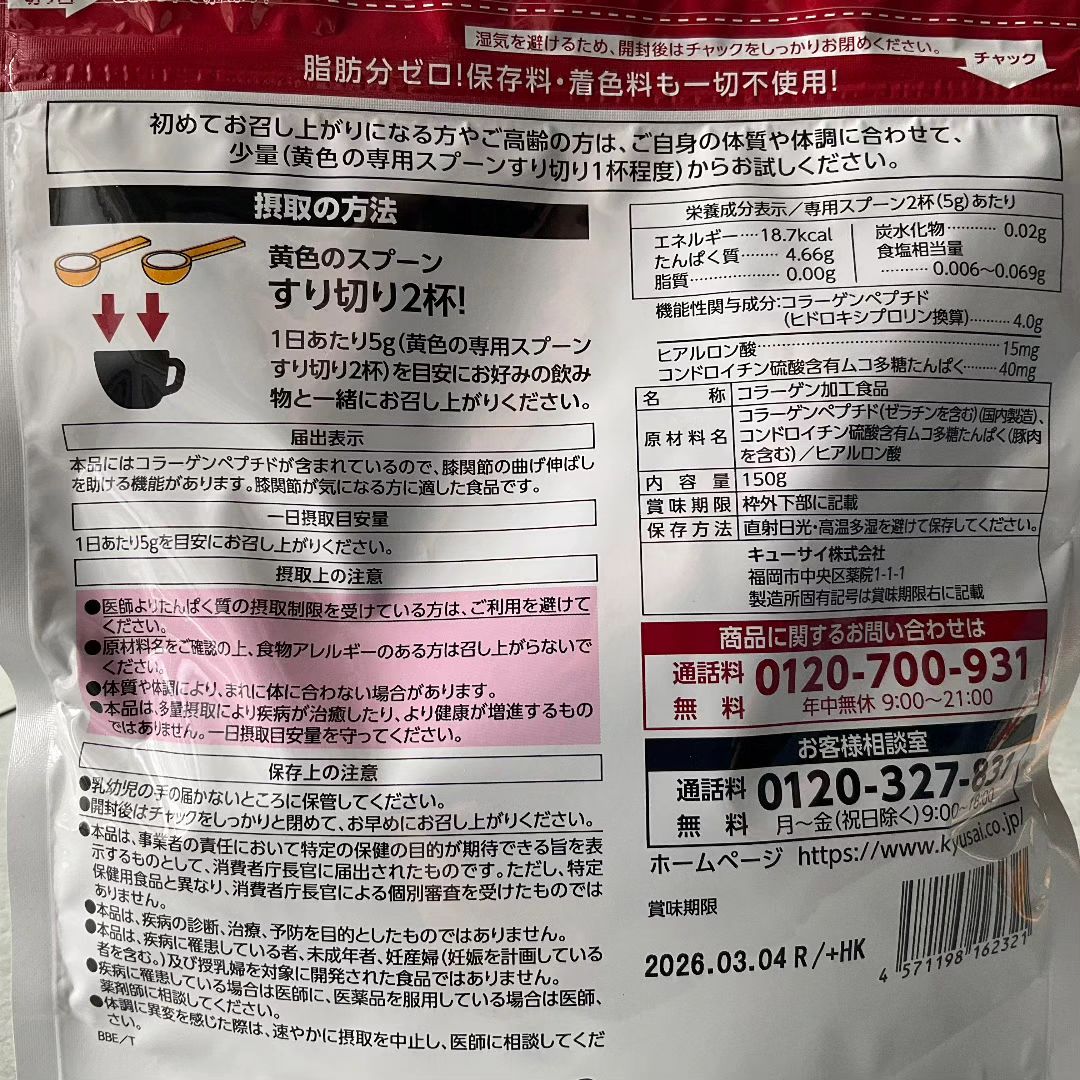 湿気を避けるため、開封後はチャックをしっかりお閉めください。
チャック
脂肪分ゼロ!保存料・着色料も一切不使用!
初めてお召し上がりになる方やご高齢の方は、ご自身の体質や体調に合わせて、
少量(黄色の専用スプーンすり切り1杯程度)からお試しください。
摂取の方法
黄色のスプーン
すり切り2杯!
1日あたり5g(黄色の専用スプーン
すり切り2杯)を目安にお好みの飲み
物と一緒にお召し上がりください。
届出表示
本品にはコラーゲンペプチドが含まれているので、膝関節の曲げ伸ばし
を助ける機能があります。膝関節が気になる方に適した食品です。
一日摂取目安量
1日あたり5gを目安にお召し上がりください。
摂取上の注意
●医師よりたんぱく質の摂取制限を受けている方は、ご利用を避けて
ください。
●原材料名をご確認の上、食物アレルギーのある方は召し上がらないで
ください。
●体質や体調により、まれに体に合わない場合があります。
●本品は、多量摂取により疾病が治癒したり、より健康が増進するもの
ではありません。一日摂取目安量を守ってください。
保存上の注意
●乳幼児の手の届かないところに保管してください。
●開封後はチャックをしっかりと閉めて、お早めにお召し上がりください。
●本品は、事業者の責任において特定の保健の目的が期待できる旨を表
示するものとして、消費者庁長官に届出されたものです。ただし、特定
保健用食品と異なり、消費者庁長官による個別審査を受けたものでは
ありません。
●本品は、疾病の診断、治療、予防を目的としたものではありません。
●本品は、疾病に罹患している者、未成年者、妊産婦(妊娠を計画している
者を含む。)及び授乳婦を対象に開発された食品ではありません。
●疾病に罹患している場合は医師に、医薬品を服用している場合は医師、
薬剤師に相談してください。
●体調に異変を感じた際は、速やかに摂取を中止し、医師に相談してくだ
さい。
BBE/T
栄養成分表示/専用スプーン2杯(5g)あたり
エネルギー…18.7kcal
たんぱく質……4.66g
脂質……0.00g
炭水化物………0.02g
食塩相当量
………0.006〜0.069g
機能性関与成分:コラーゲンペプチド
(ヒドロキシプロリン換算)………4.0g
ヒアルロン酸………15mg
コンドロイチン硫酸含有ムコ多糖たんぱく………40mg
名称 コラーゲン加工食品
原材料名 コラーゲンペプチド(ゼラチンを含む)(国内製造)、
コンドロイチン硫酸含有ムコ多糖たんぱく(豚肉
を含む)/ヒアルロン酸
内容量 150g
賞味期限 枠外下部に記載
保存方法 直射日光・高温多湿を避けて保存してください。
キューサイ株式会社
福岡市中央区薬院1-1-1
製造所固有記号は賞味期限右に記載
商品に関するお問い合わせは
通話料無料 0120-700-931
年中無休 9:00〜21:00
お客様相談室
通話料無料 0120-327-837
月〜金(祝日除く)9:00〜18:00
ホームページ https://www.kyusai.co.jp/
賞味期限
2026.03.04 R /+HK
4 571198 162321